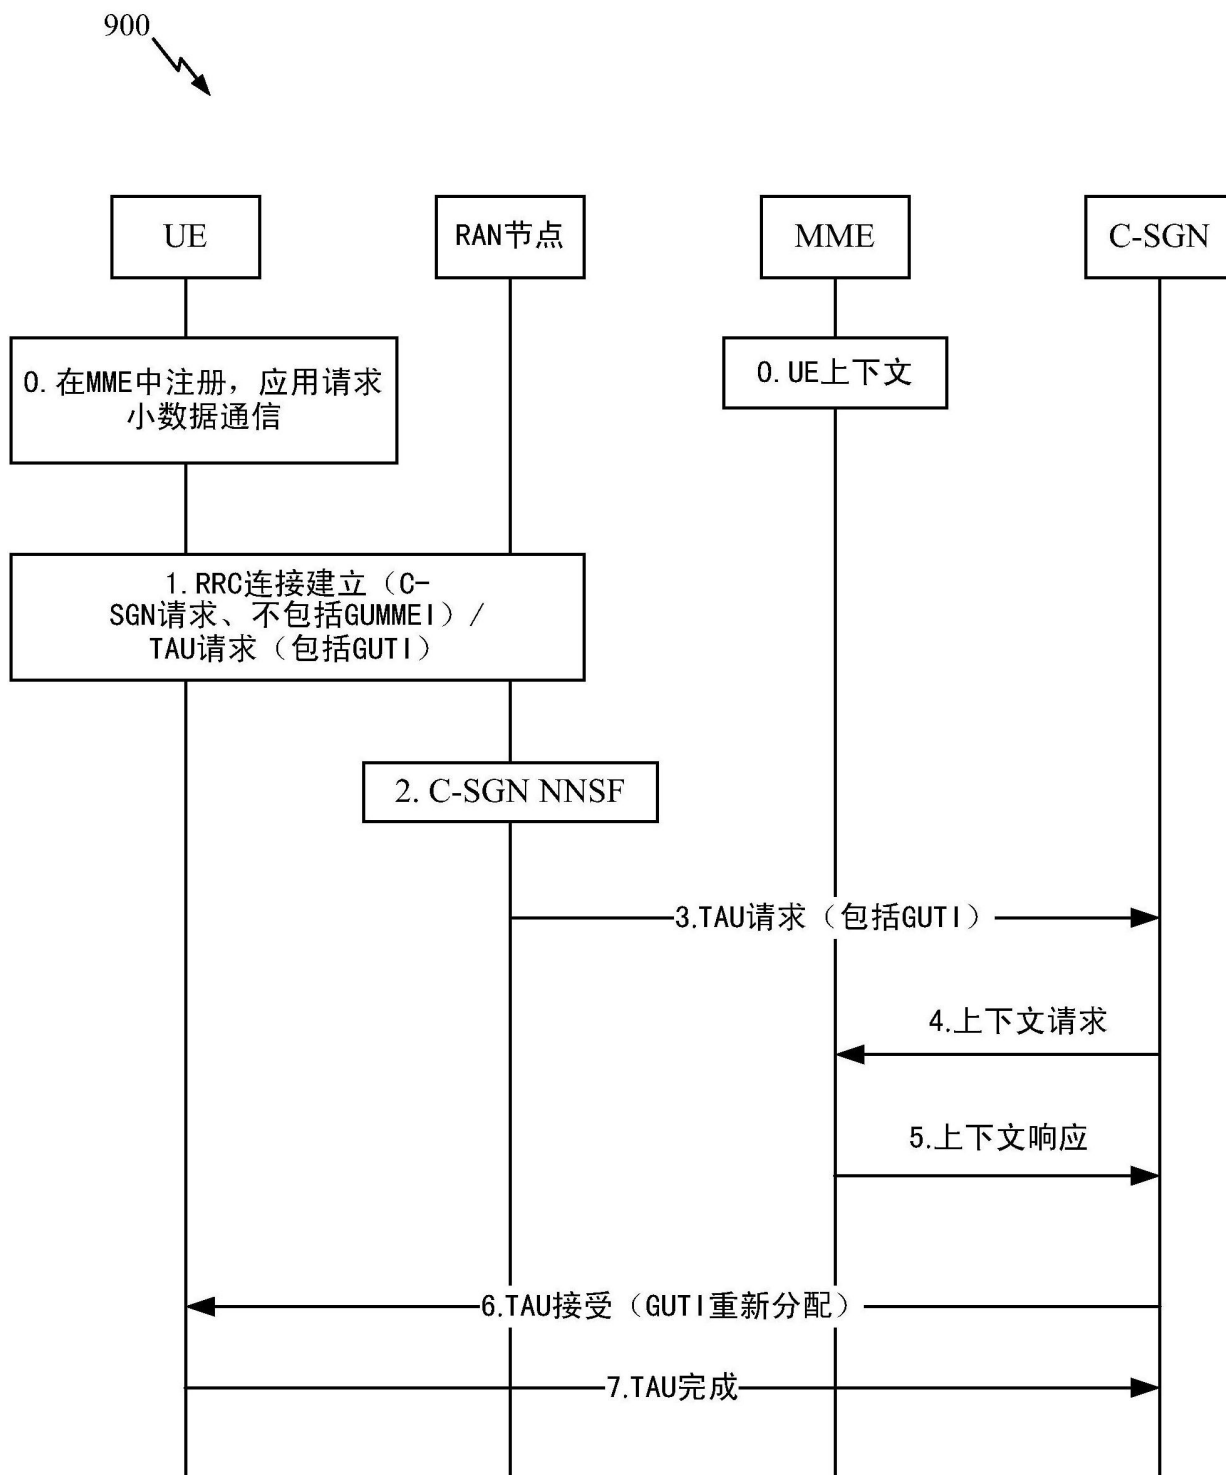 900
UE
RAN节点
MME
C-SGN
0.在MME中注册，应用请求
小数据通信
0.UE上下文
1.RRC连接建立（C-
SGN请求、不包括GUMMEI）/
TAU请求（包括GUTI）
2. C-SGN NNSF
3.TAU请求（包括GUTI）
4.上下文请求
5.上下文响应
6.TAU接受（GUTI重新分配）
7.TAU完成